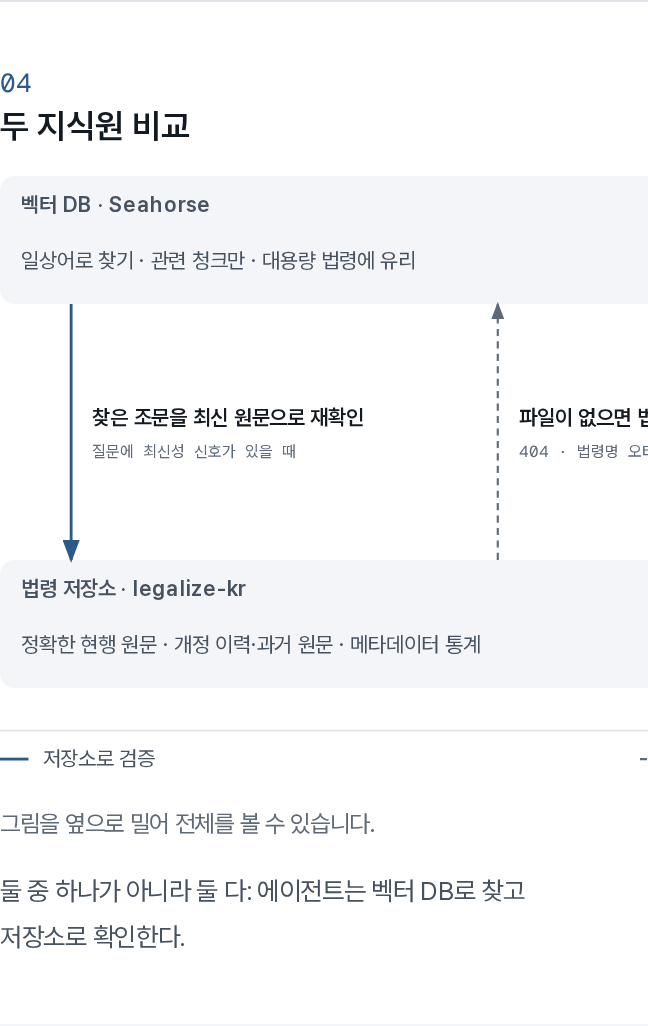 04
두 지식원 비교
벡터 DB · Seahorse
일상어로 찾기 · 관련 청크만 · 대용량 법령에 유리
찾은 조문을 최신 원문으로 재확인
파일이 없으면
질문에 최신성 신호가 있을 때
404 · 법령명
법령 저장소 · legalize-kr
정확한 현행 원문 · 개정 이력·과거 원문 · 메타데이터 통계
저장소로 검증
그림을 옆으로 밀어 전체를 볼 수 있습니다.
둘 중 하나가 아니라 둘 다: 에이전트는 벡터 DB로 찾고
저장소로 확인한다.